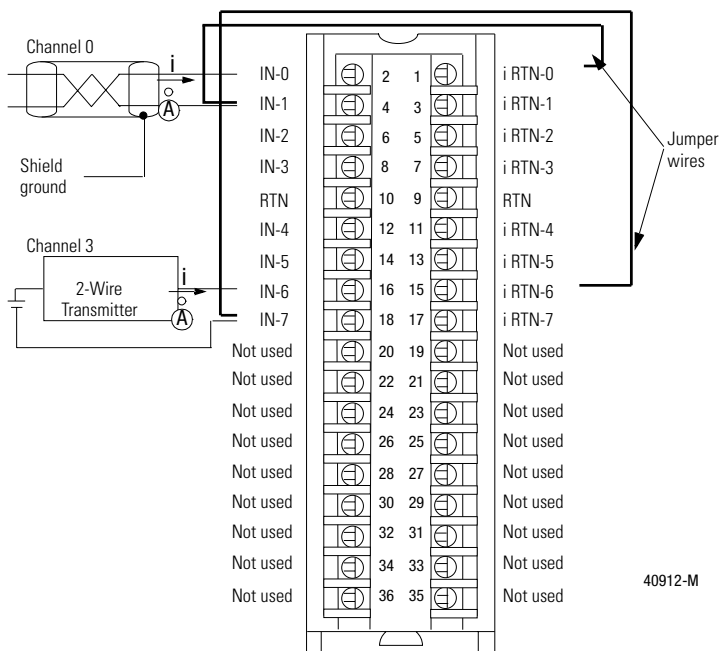 Channel 0
i
A
Shield
ground
Channel 3
i
2-Wire
Transmitter
A
IN-0 2 1 i RTN-0
IN-1 4 3 i RTN-1
IN-2 6 5 i RTN-2
IN-3 8 7 i RTN-3
RTN 10 9 RTN
IN-4 12 11 i RTN-4
IN-5 14 13 i RTN-5
IN-6 16 15 i RTN-6
IN-7 18 17 i RTN-7
Not used 20 19 Not used
Not used 22 21 Not used
Not used 24 23 Not used
Not used 26 25 Not used
Not used 28 27 Not used
Not used 30 29 Not used
Not used 32 31 Not used
Not used 34 33 Not used
Not used 36 35 Not used
Jumper
wires
40912-M